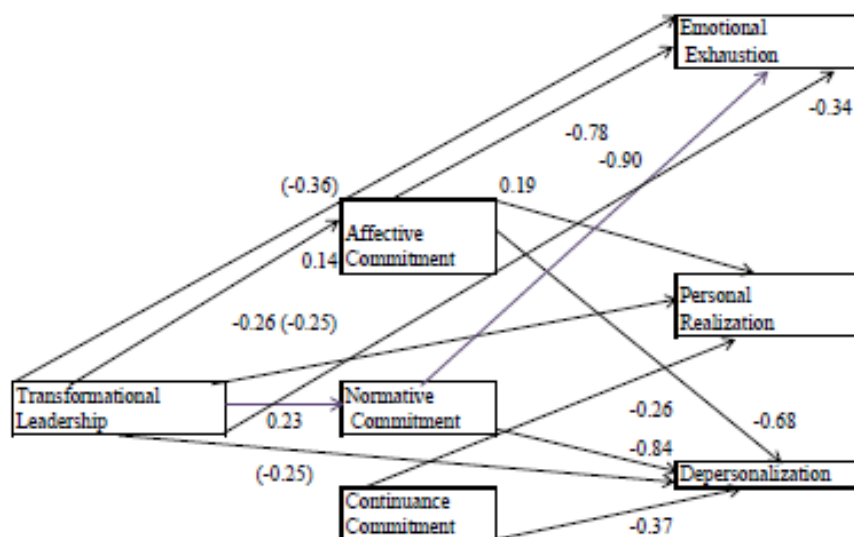 Emotional
Exhaustion
-0.34
-0.78
-0.90
(-0.36)
0.19
Affective
Commitment
0.14
Personal
Realization
-0.26 (-0.25)
Transformational
Leadership
0.23
Normative
Commitment
-0.26
-0.68
-0.84
(-0.25)
Depersonalization
Continuance
Commitment
-0.37